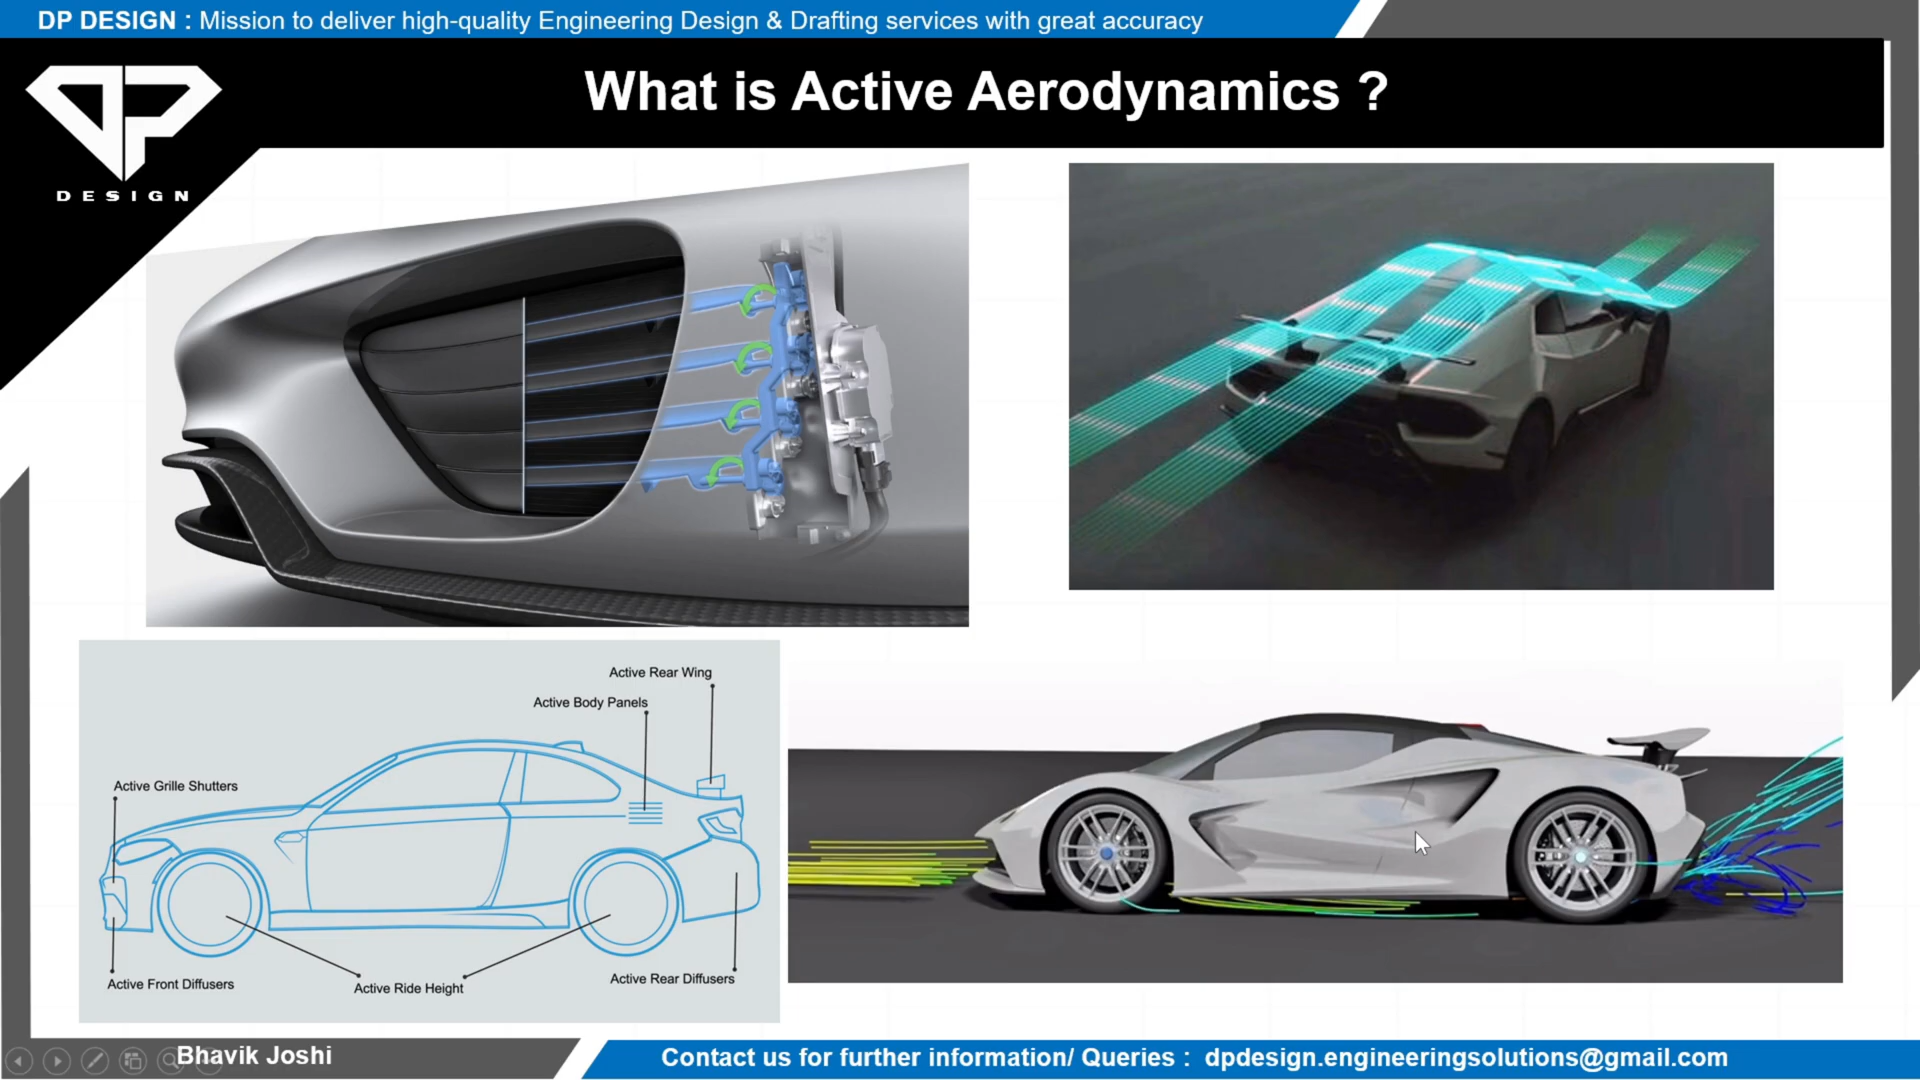 DP DESIGN : Mission to deliver high-quality Engineering Design & Drafting services with great accuracy
What is Active Aerodynamics ?
DP
DESIGN
Active Rear Wing
Active Body Panels
Active Grille Shutters
Active Front Diffusers
Active Ride Height
Active Rear Diffusers
Bhavik Joshi
Contact us for further information/ Queries : dpdesign.engineeringsolutions@gmail.com